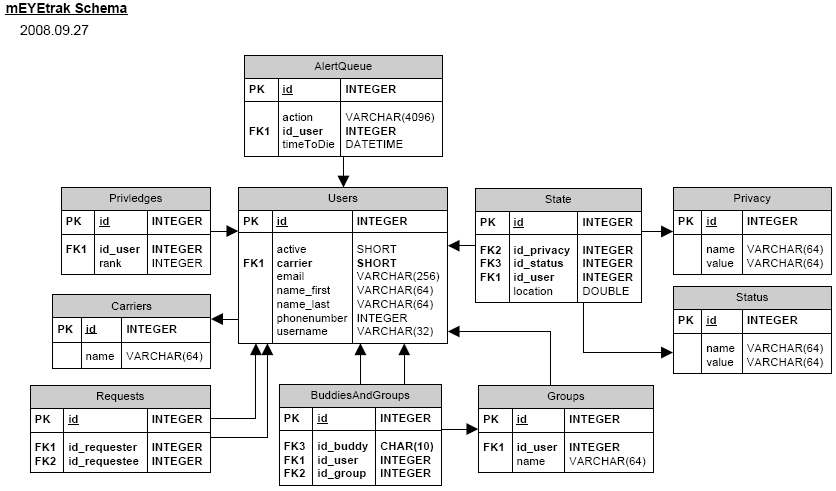 mEYEtrak Schema
2008.09.27
AlertQueue
PK id INTEGER
action VARCHAR(4096)
FK1 id_user INTEGER
timeToDie DATETIME
Priviledges
PK id INTEGER
FK1 id_user INTEGER
rank INTEGER
Users
PK id INTEGER
active SHORT
FK1 carrier SHORT
email VARCHAR(256)
name_first VARCHAR(64)
name_last VARCHAR(64)
phonenumber INTEGER
username VARCHAR(32)
State
PK id INTEGER
FK2 id_privacy INTEGER
FK3 id_status INTEGER
FK1 id_user INTEGER
location DOUBLE
Privacy
PK id INTEGER
name VARCHAR(64)
value VARCHAR(64)
Carriers
PK id INTEGER
name VARCHAR(64)
Status
PK id INTEGER
name VARCHAR(64)
value VARCHAR(64)
Requests
PK id INTEGER
FK1 id_requester INTEGER
FK2 id_requestee INTEGER
BuddiesAndGroups
PK id INTEGER
FK3 id_buddy CHAR(10)
FK1 id_user INTEGER
FK2 id_group INTEGER
Groups
PK id INTEGER
FK1 id_user INTEGER
name VARCHAR(64)